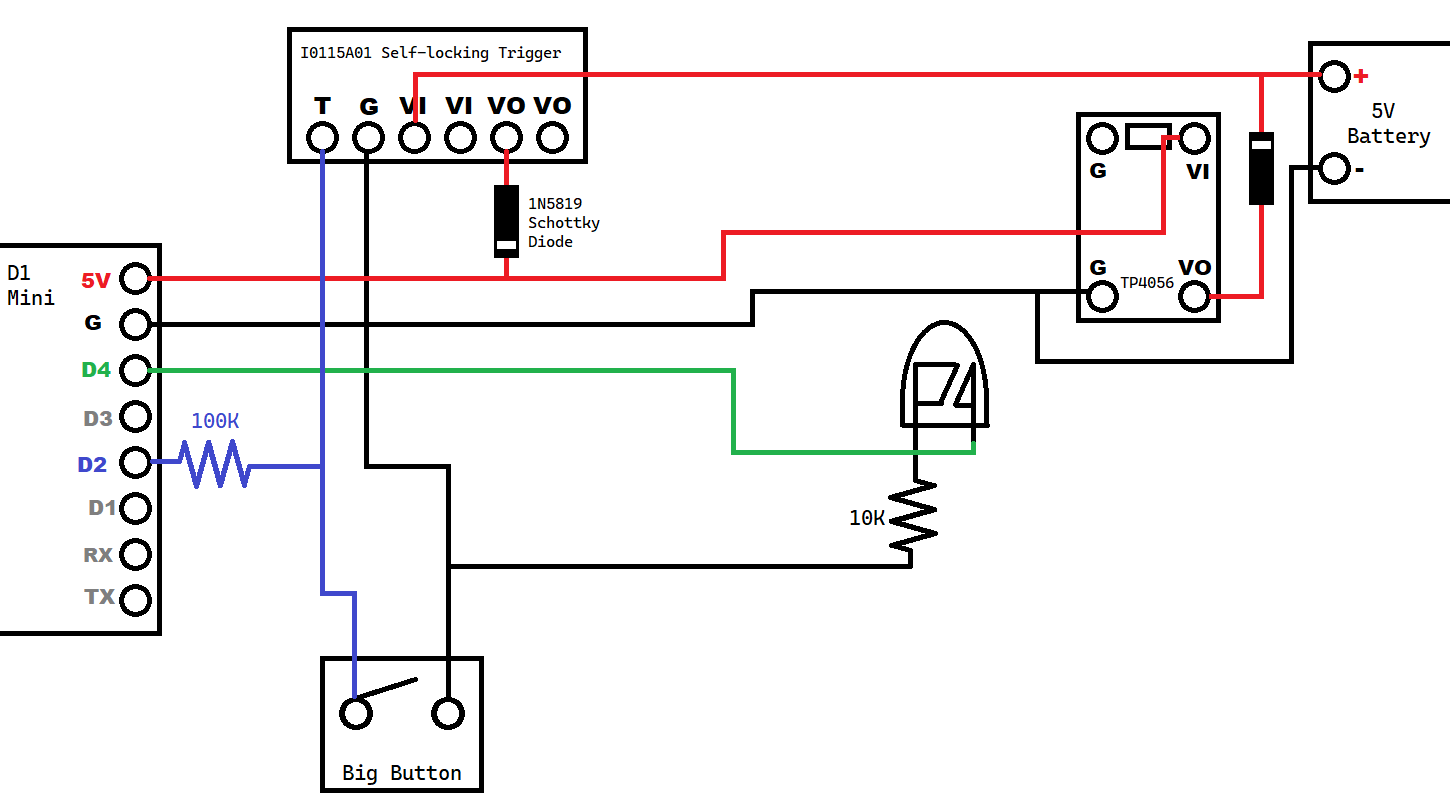 I0115A01 Self-locking Trigger
T G VI VI VO VO
+
5V
Battery
-
G VI
1N5819
Schottky
Diode
G VO
TP4056
D1
Mini
5V
G
D4
D3
100K
D2
D1
RX
TX
10K
Big Button